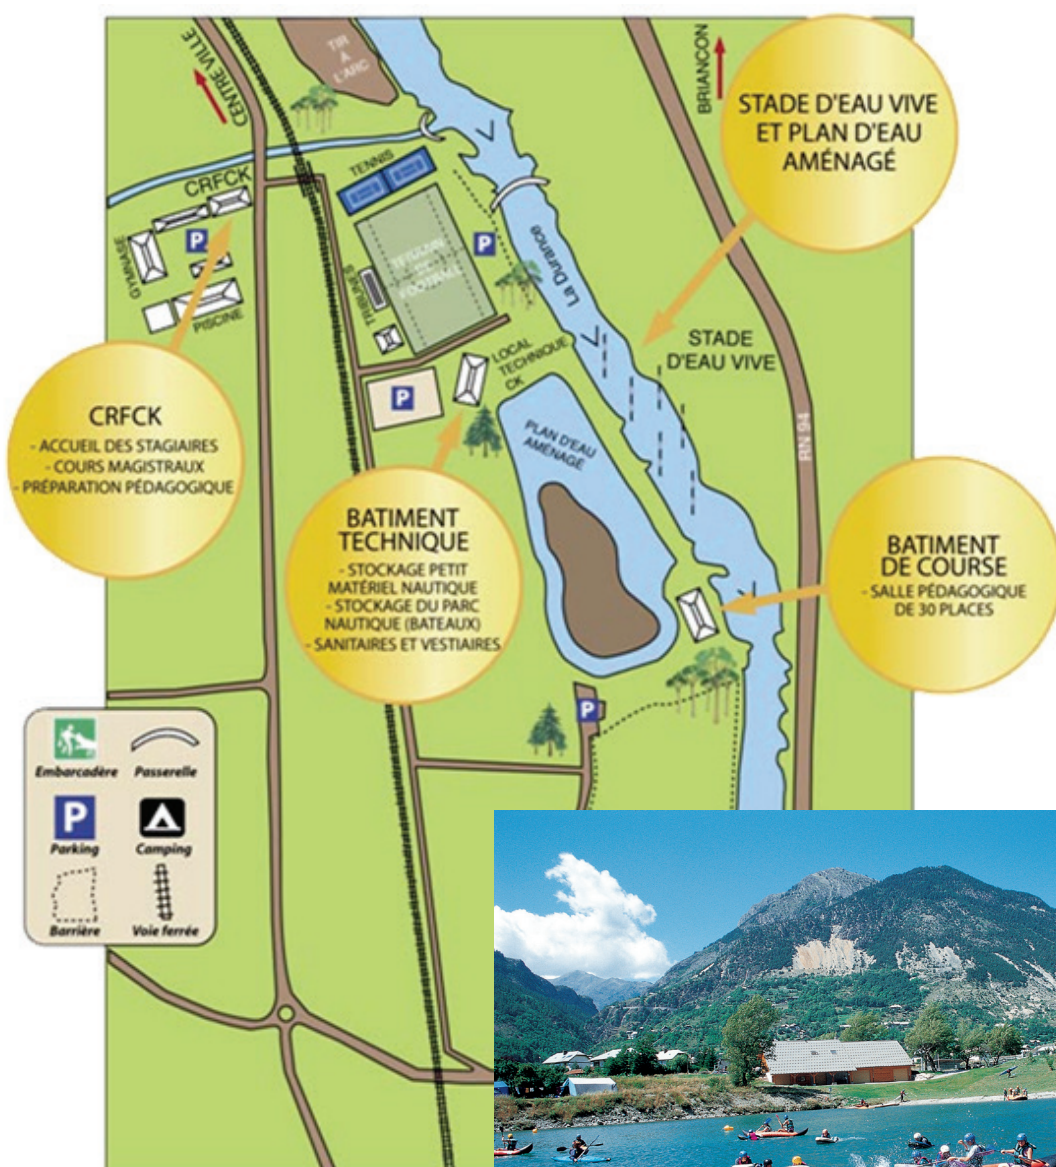 TIR
À
L'ARC
CENTRE VILLE
BRIANCON
STADE D'EAU VIVE
ET PLAN D'EAU
AMÉNAGÉ
CRFCK
TENNIS
P
P
GYMNASE
PISCINE
TRIBUNES
TERRAIN
FOOTBALL
La Durance
STADE
D'EAU VIVE
LOCAL
TECHNIQUE
CK
P
PLAN D'EAU
AMÉNAGÉ
RN 94
CRFCK
- ACCUEIL DES STAGIAIRES
- COURS MAGISTRAUX
- PRÉPARATION PÉDAGOGIQUE
BATIMENT
TECHNIQUE
- STOCKAGE PETIT
MATÉRIEL NAUTIQUE
- STOCKAGE DU PARC
NAUTIQUE (BATEAUX)
- SANITAIRES ET VESTIAIRES
BATIMENT
DE COURSE
- SALLE PÉDAGOGIQUE
DE 30 PLACES
P
Embarcadère
Passerelle
P
Parking
Camping
Barrière
Voie ferrée